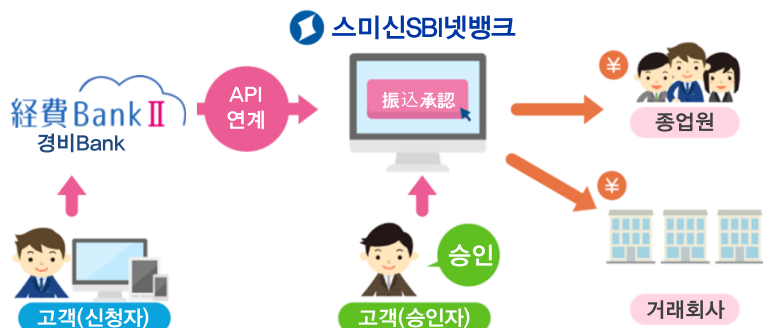 스미신SBI넷뱅크
経費BankⅡ
경비Bank
API
연계
振込承認
¥
종업원
¥
승인
고객(신청자)
고객(승인자)
거래회사